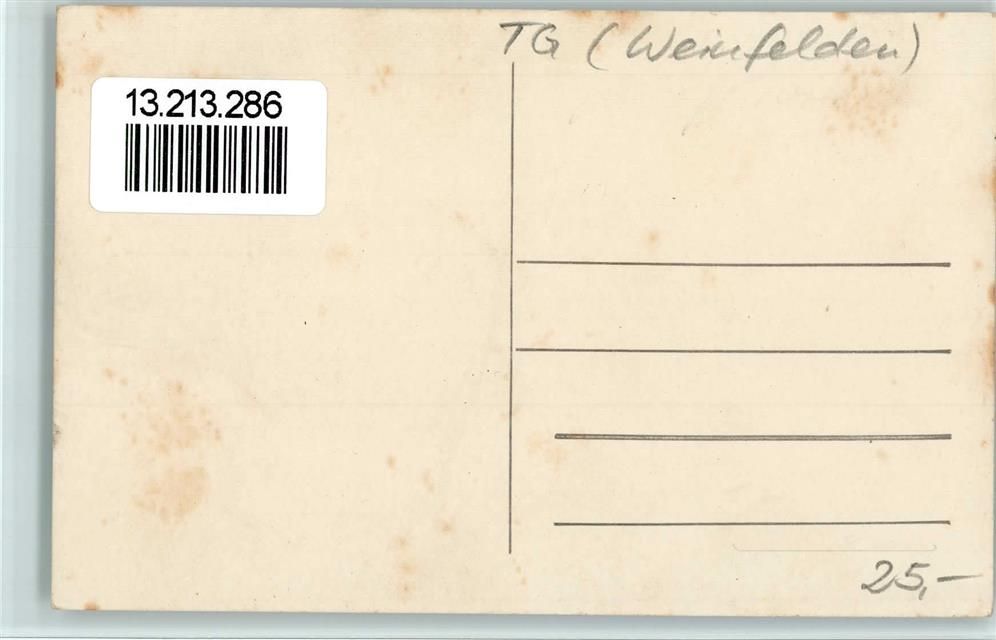 TG (Weinfelden)
13.213.286
25,-